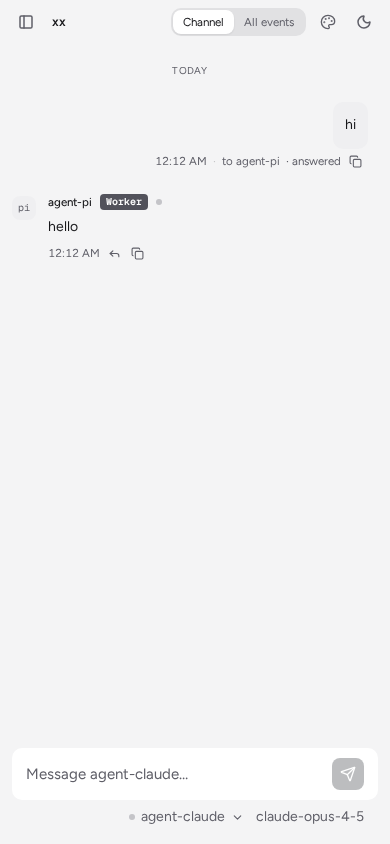 xx
Channel All events
TODAY
hi
12:12 AM · to agent-pi · answered
pi agent-pi Worker
hello
12:12 AM
Message agent-claude...
agent-claude claude-opus-4-5